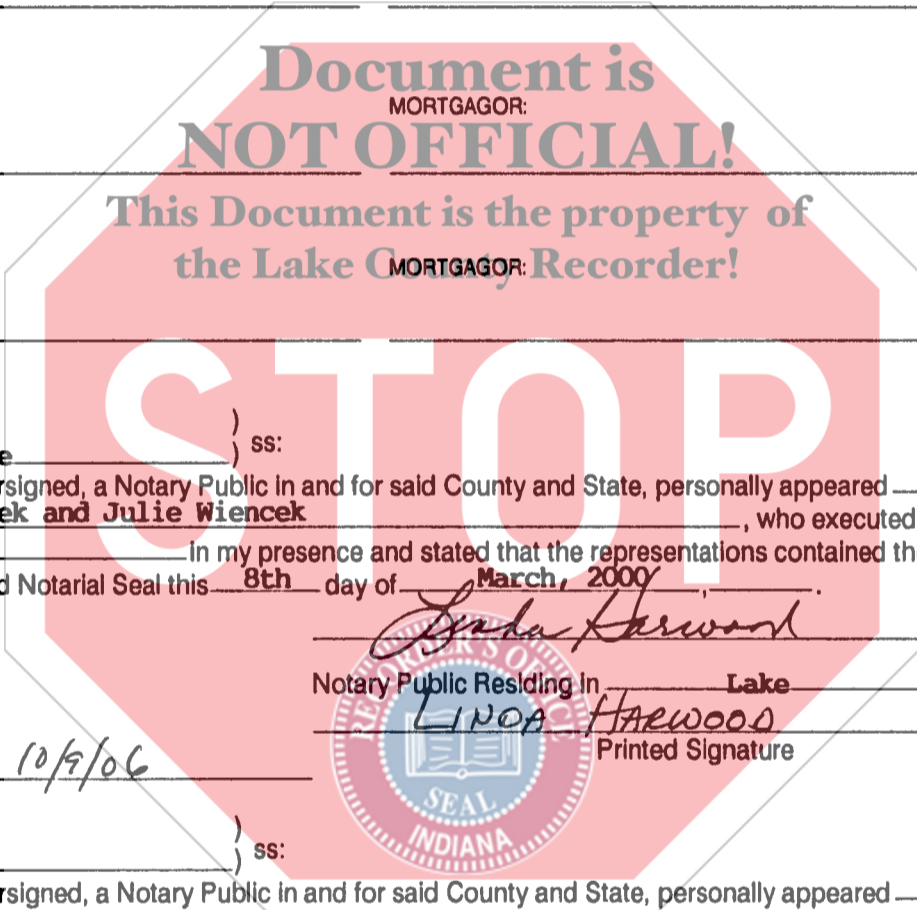 Document is
MORTGAGOR:
NOT OFFICIAL!
This Document is the property of
the Lake County Recorder!
MORTGAGOR:
STOP
) ss:
e )
rsigned, a Notary Public in and for said County and State, personally appeared
ek and Julie Wiencek , who executed
in my presence and stated that the representations contained th
d Notarial Seal this 8th day of March, 2000, .
Linda Harwood
Notary Public Residing in Lake
LINDA HARWOOD
Printed Signature
10/9/06
RECORDER'S OFFICE
SEAL
INDIANA
) ss:
)
rsigned, a Notary Public in and for said County and State, personally appeared